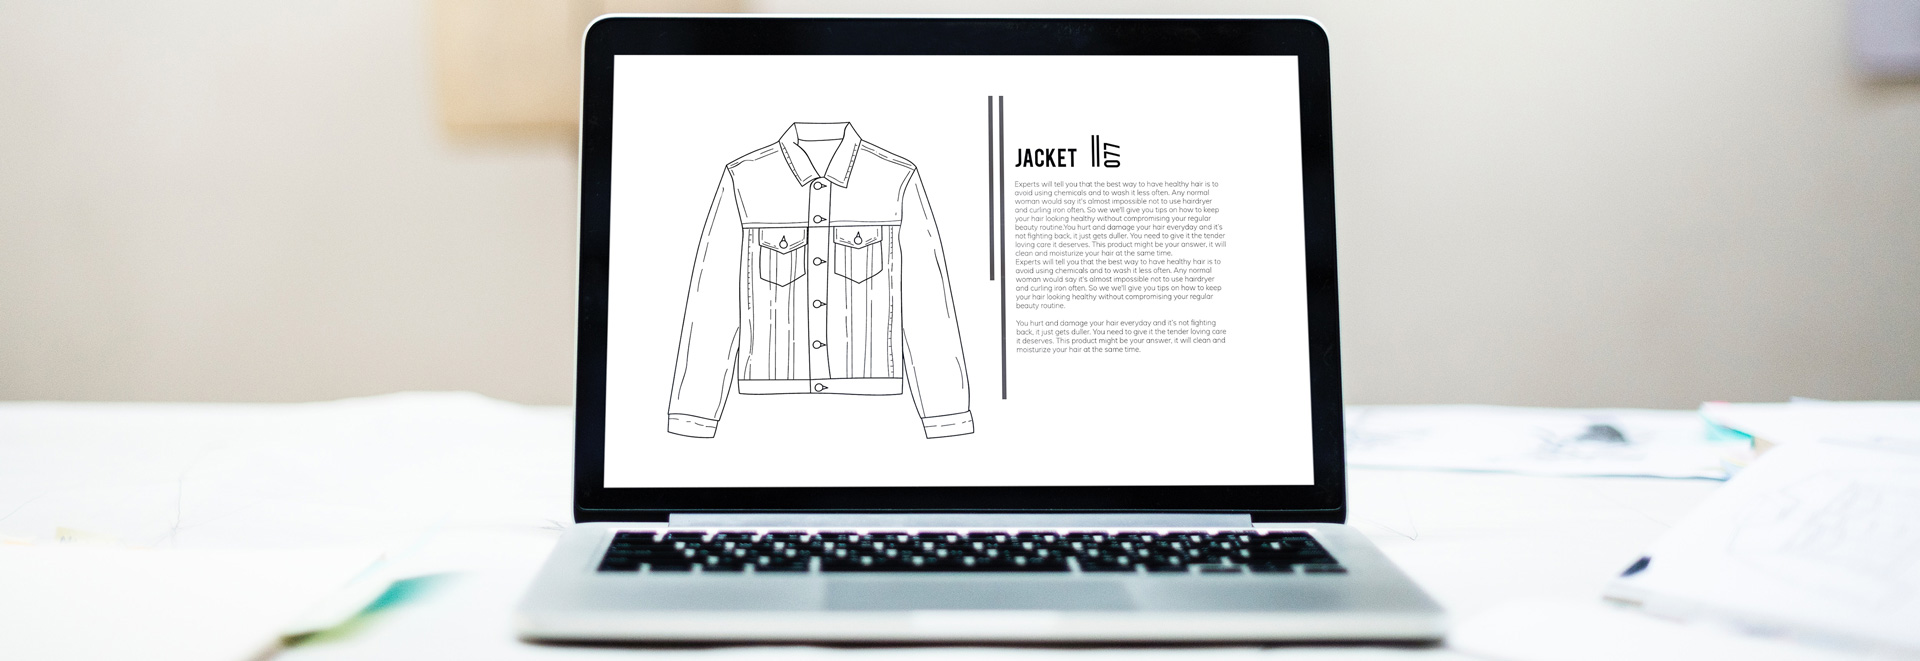 JACKET 077
Experts will tell you that the best way to have healthy hair is to
avoid using chemicals and to wash it less often. Any normal
woman would say it's almost impossible not to use hairdryer
and curling iron often. So we we'll give you tips on how to keep
your hair looking healthy without compromising your regular
beauty routine.You hurt and damage your hair everyday and it's
not fighting back, it just gets duller. You need to give it the tender
loving care it deserves. This product might be your answer, it will
clean and moisturize your hair at the same time.
Experts will tell you that the best way to have healthy hair is to
avoid using chemicals and to wash it less often. Any normal
woman would say it's almost impossible not to use hairdryer
and curling iron often. So we we'll give you tips on how to keep
your hair looking healthy without compromising your regular
beauty routine.
You hurt and damage your hair everyday and it's not fighting
back, it just gets duller. You need to give it the tender loving care
it deserves. This product might be your answer, it will clean and
moisturize your hair at the same time.